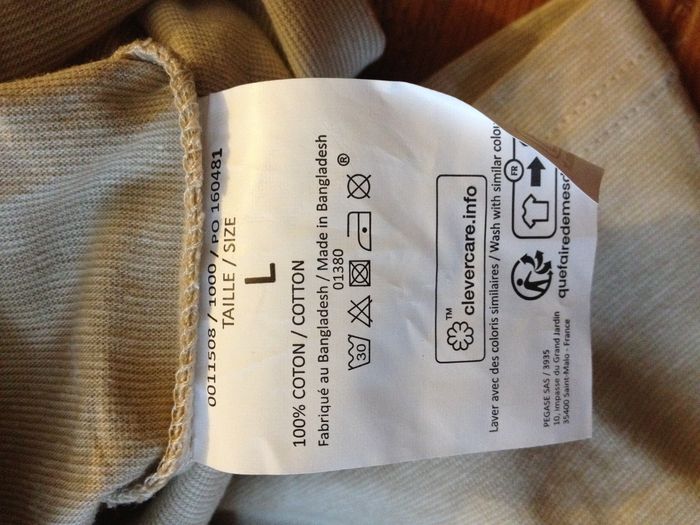 0011508 / 1000 / PO 160481
TAILLE / SIZE
L
100% COTON / COTTON
Fabriqué au Bangladesh / Made in Bangladesh
01380
30
®
clevercare.info
TM
Laver avec des coloris similaires / Wash with similar
FR
PEGASE SAS / 3935
10, impasse du Grand Jardin
35400 Saint-Malo - France